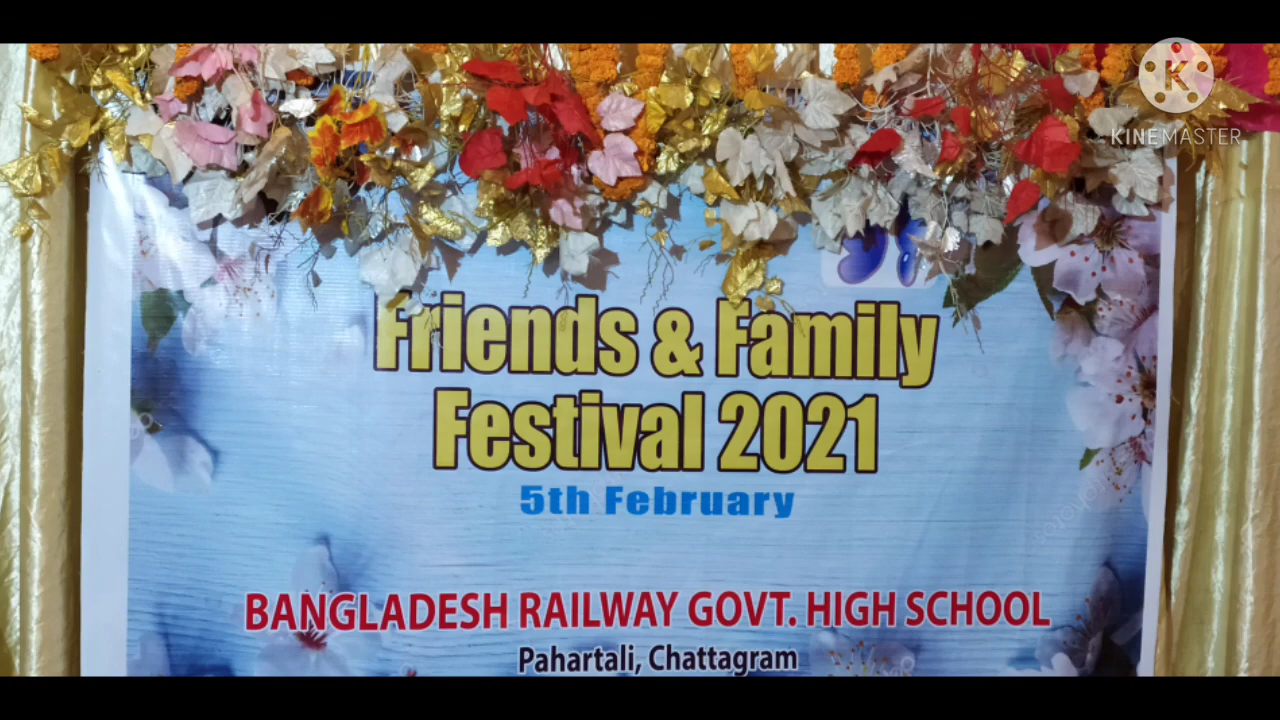 K
KINEMASTER
Friends & Family
Festival 2021
5th February
BANGLADESH RAILWAY GOVT. HIGH SCHOOL
Pahartali, Chattagram